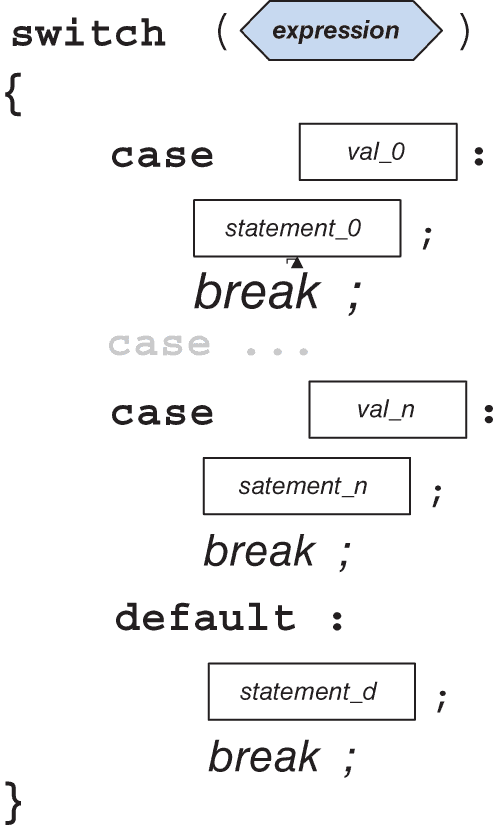 switch ( expression )
{
case val_0 :
statement_0 ;
break ;
case ...
case val_n :
satement_n ;
break ;
default :
statement_d ;
break ;
}